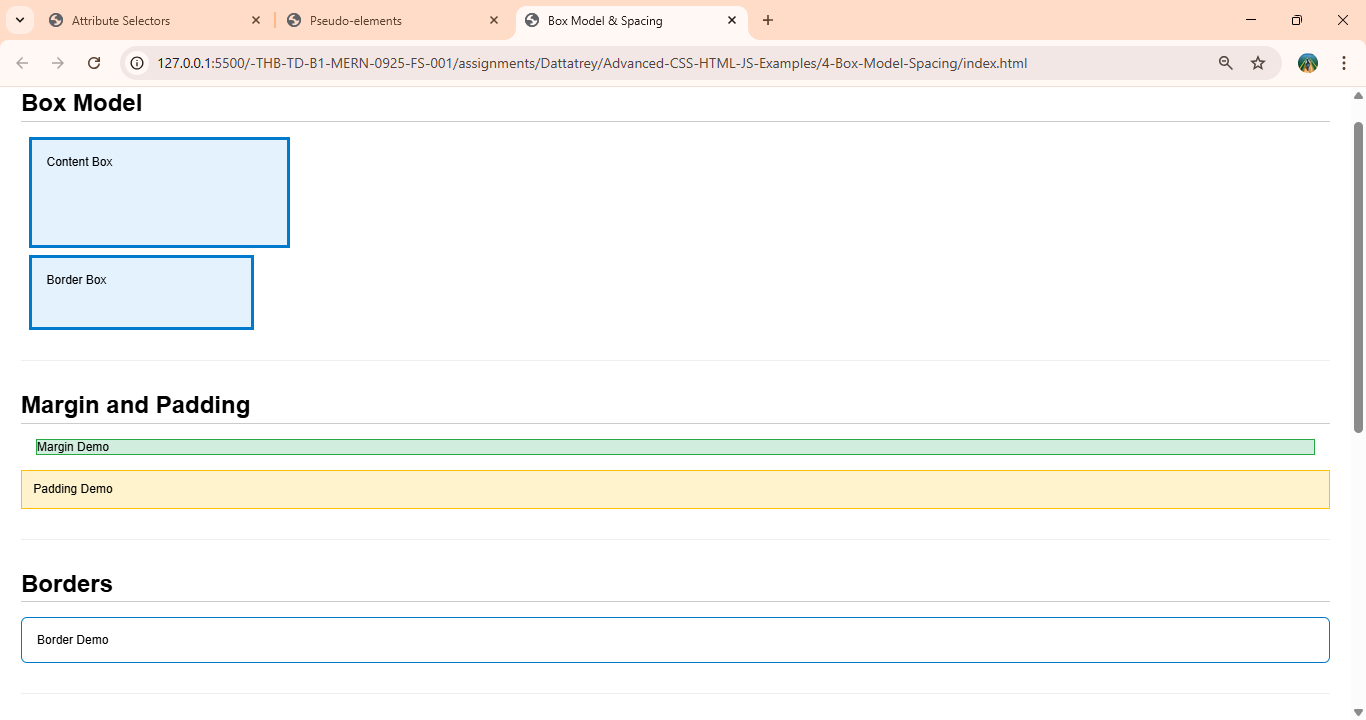 Attribute Selectors
Pseudo-elements
Box Model & Spacing
127.0.0.1:5500/-THB-TD-B1-MERN-0925-FS-001/assignments/Dattatrey/Advanced-CSS-HTML-JS-Examples/4-Box-Model-Spacing/index.html
Box Model
Content Box
Border Box
Margin and Padding
Margin Demo
Padding Demo
Borders
Border Demo